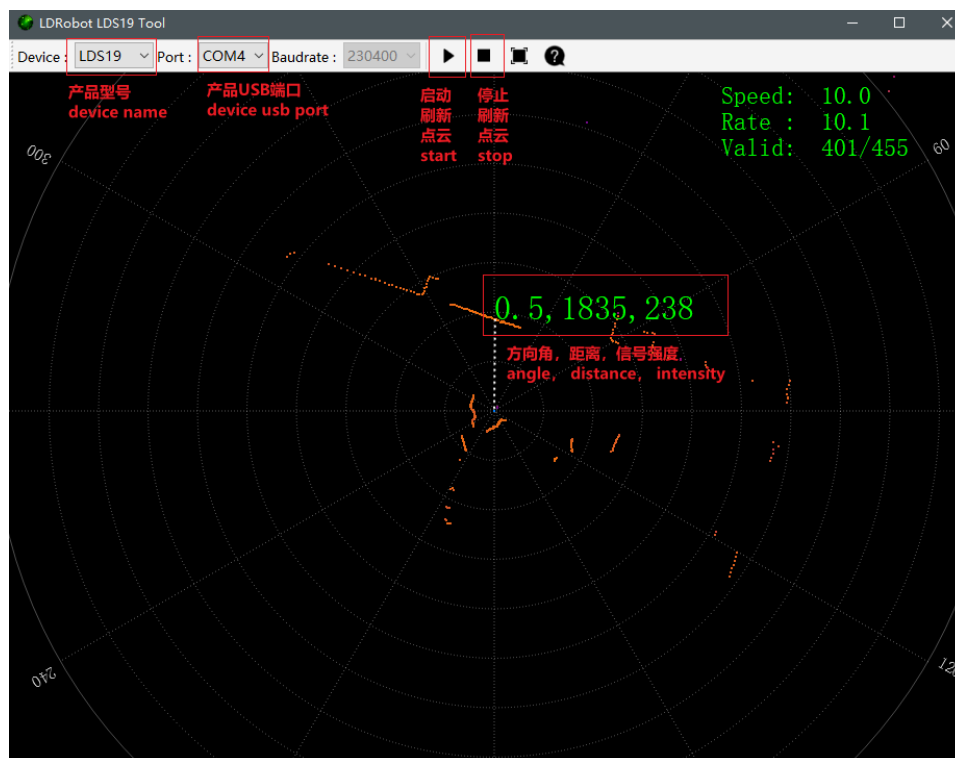 LDRobot LDS19 Tool
Device : LDS19 Port : COM4 Baudrate : 230400
产品型号
device name
产品USB端口
device usb port
启动
刷新
点云
start
停止
刷新
点云
stop
Speed: 10.0
Rate : 10.1
Valid: 401/455
300
60
0.5,1835,238
方向角，距离，信号强度
angle, distance, intensity
240